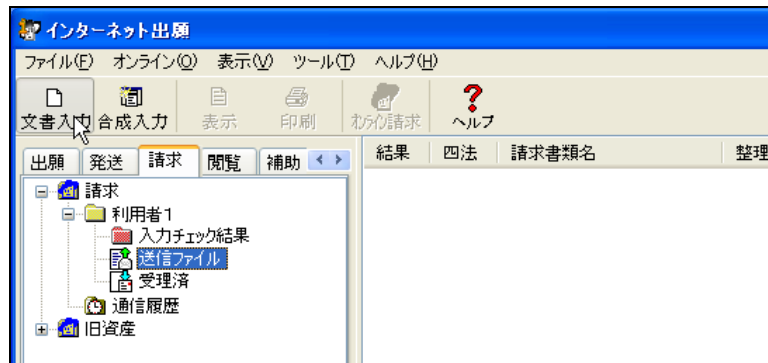 インターネット出願
ファイル(F) オンライン(O) 表示(V) ツール(T) ヘルプ(H)
文書入力 合成入力 表示 印刷 オンライン請求 ヘルプ
出願 発送 請求 閲覧 補助
結果 四法 請求書類名 整理
請求
利用者1
入力チェック結果
送信ファイル
受理済
通信履歴
旧資産